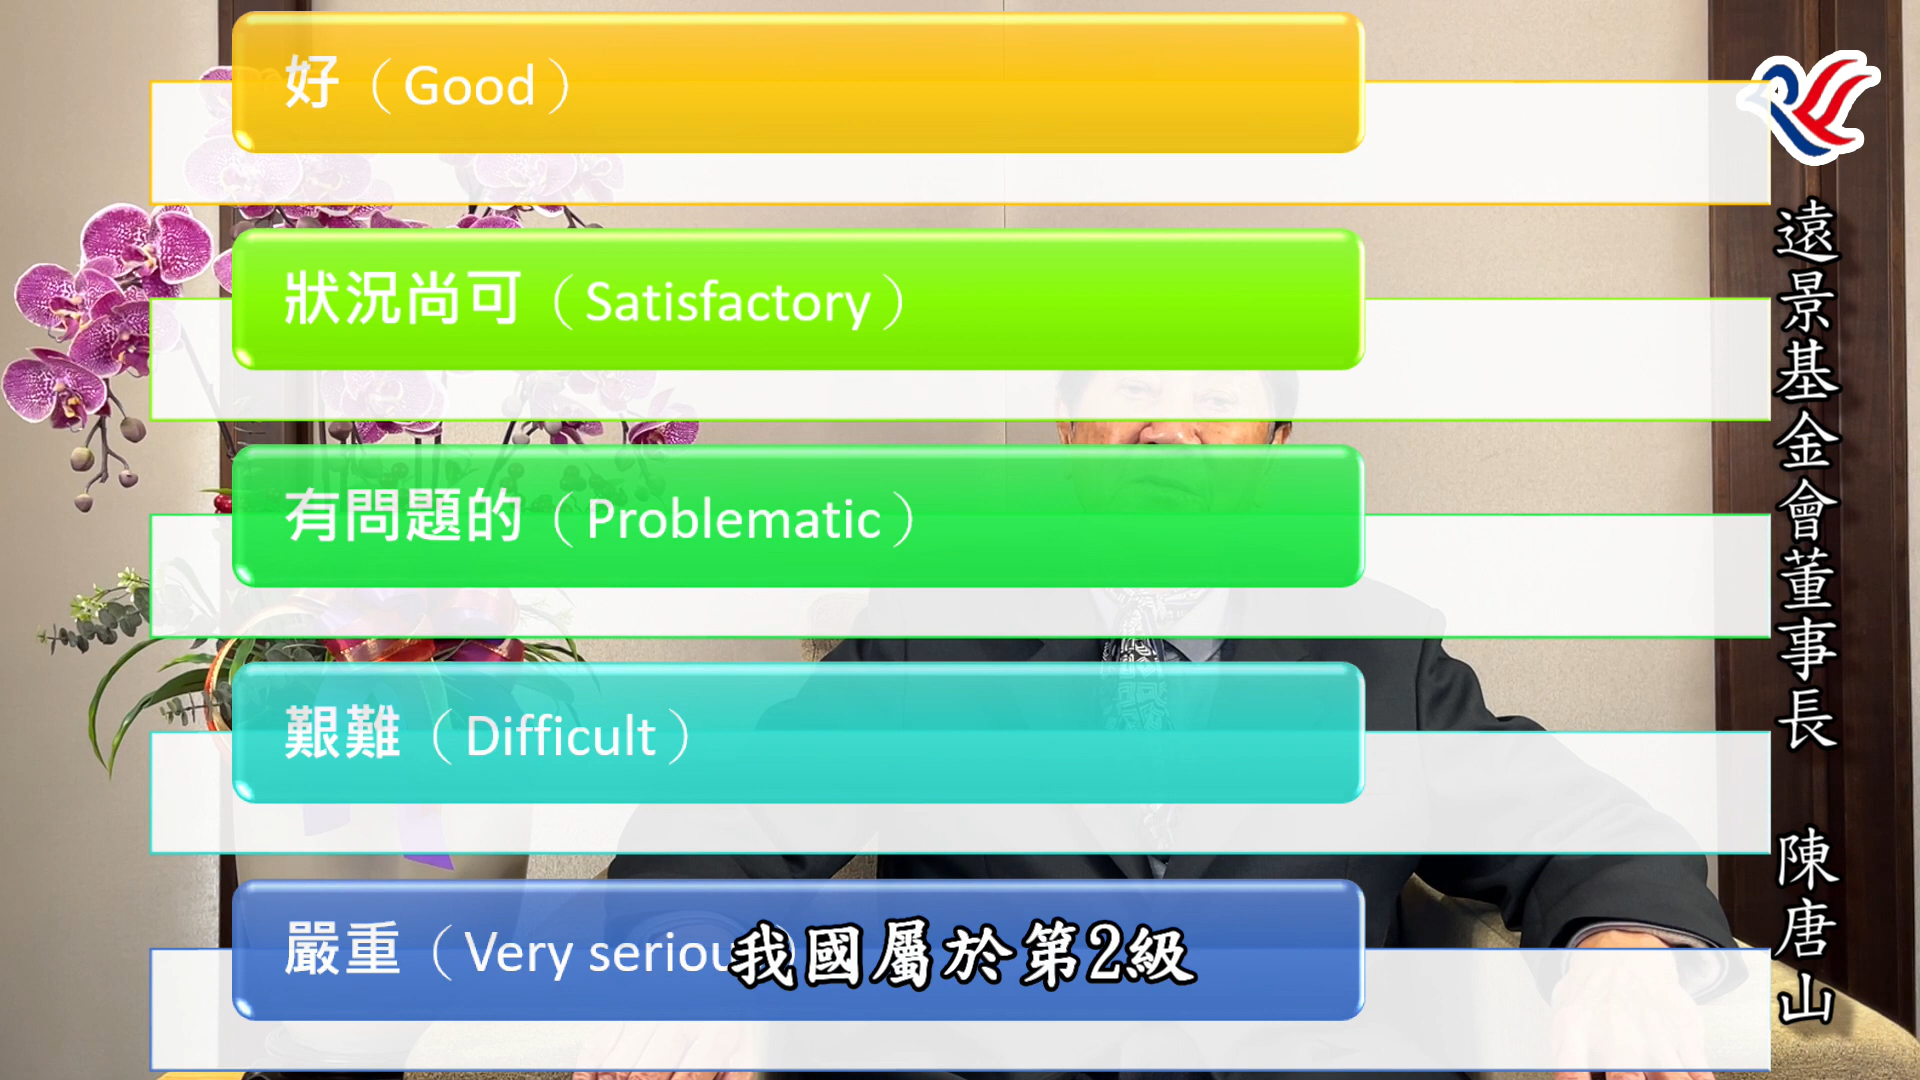 好（Good）
狀況尚可（Satisfactory）
有問題的（Problematic）
艱難（Difficult）
嚴重（Very seriou
我國屬於第2級
遠景基金會董事長 陳唐山